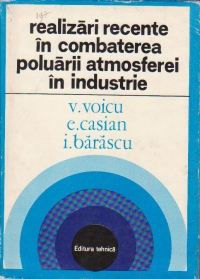 realizări recente
în combaterea
poluării atmosferei
în industrie
v.voicu
e.casian
i.bărăscu
Editura tehnică